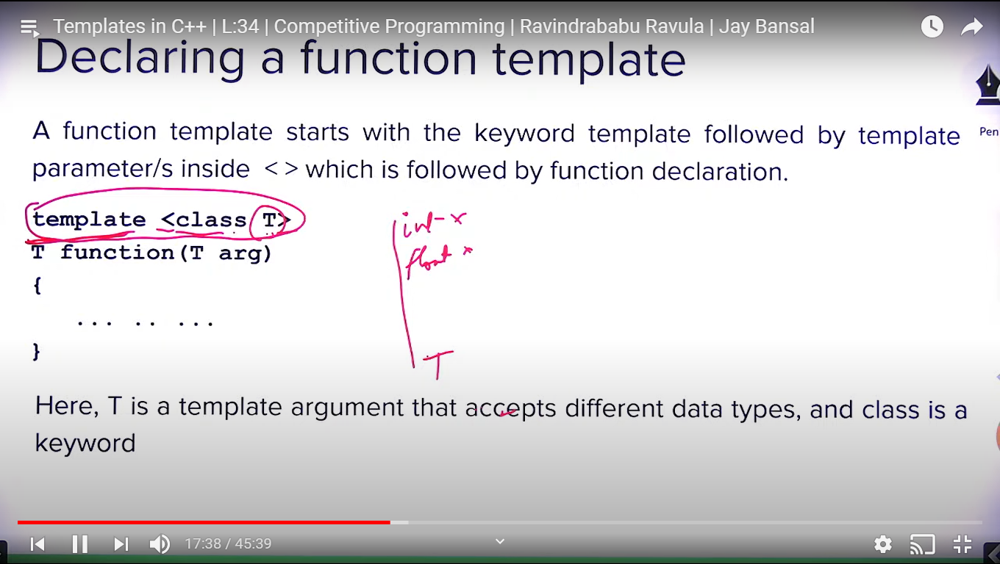 Templates in C++ | L:34 | Competitive Programming | Ravindrababu Ravula | Jay Bansal
Declaring a function template
A function template starts with the keyword template followed by template
Pen
parameter/s inside < > which is followed by function declaration.
template <class T>
int - x
T function(T arg)
float x
{
... .. ...
}
T
Here, T is a template argument that accepts different data types, and class is a
keyword
17:38 / 45:39